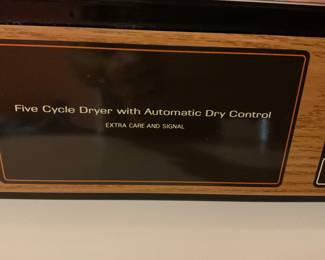 Five Cycle Dryer with Automatic Dry Control
EXTRA CARE AND SIGNAL